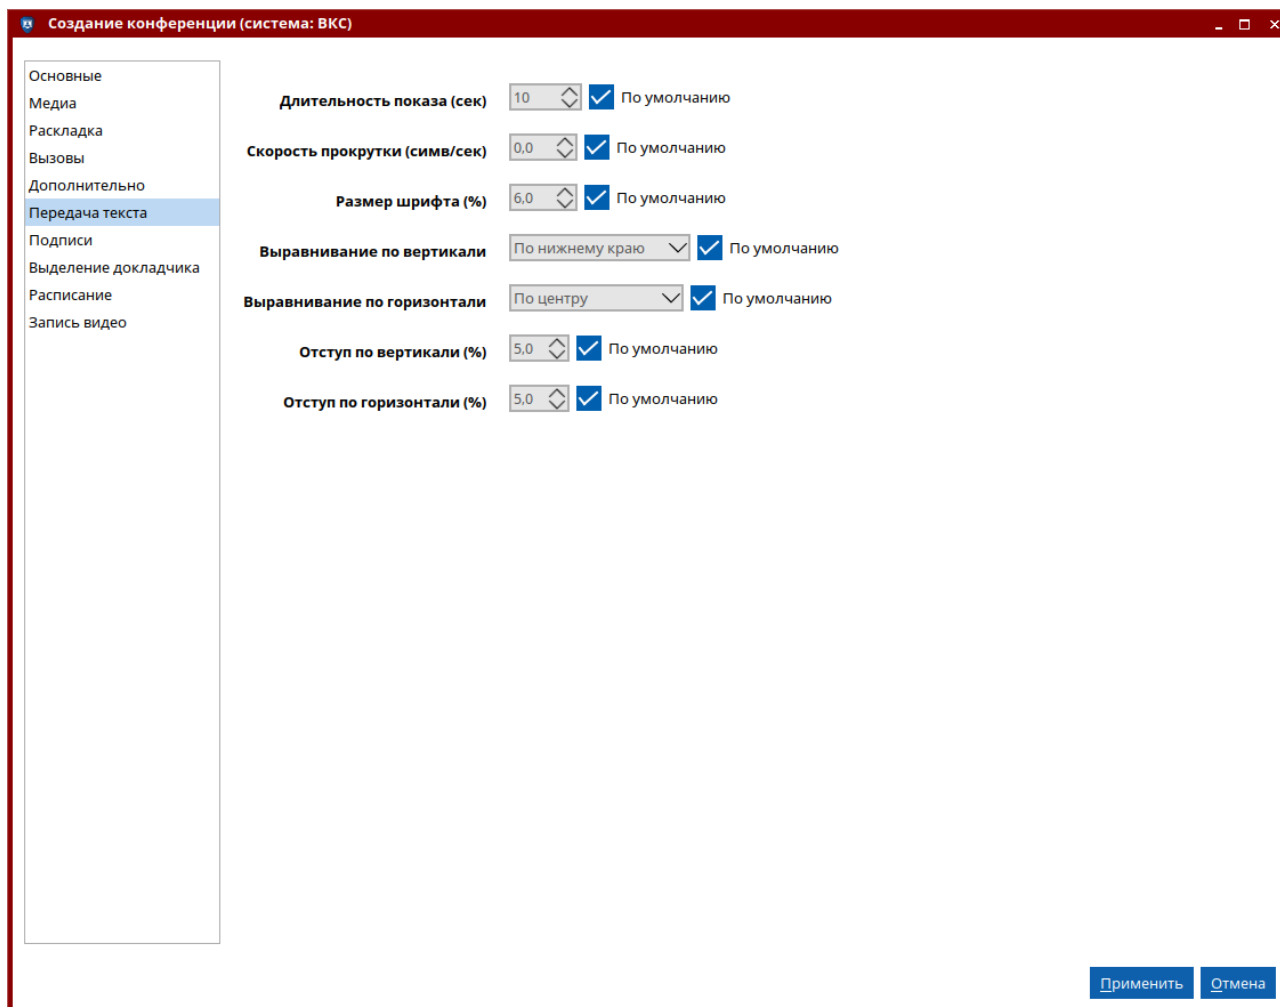 Создание конференции (система: ВКС)
Основные
Медиа
Раскладка
Вызовы
Дополнительно
Передача текста
Подписи
Выделение докладчика
Расписание
Запись видео
Длительность показа (сек) 10 По умолчанию
Скорость прокрутки (симв/сек) 0,0 По умолчанию
Размер шрифта (%) 6,0 По умолчанию
Выравнивание по вертикали По нижнему краю По умолчанию
Выравнивание по горизонтали По центру По умолчанию
Отступ по вертикали (%) 5,0 По умолчанию
Отступ по горизонтали (%) 5,0 По умолчанию
Применить Отмена